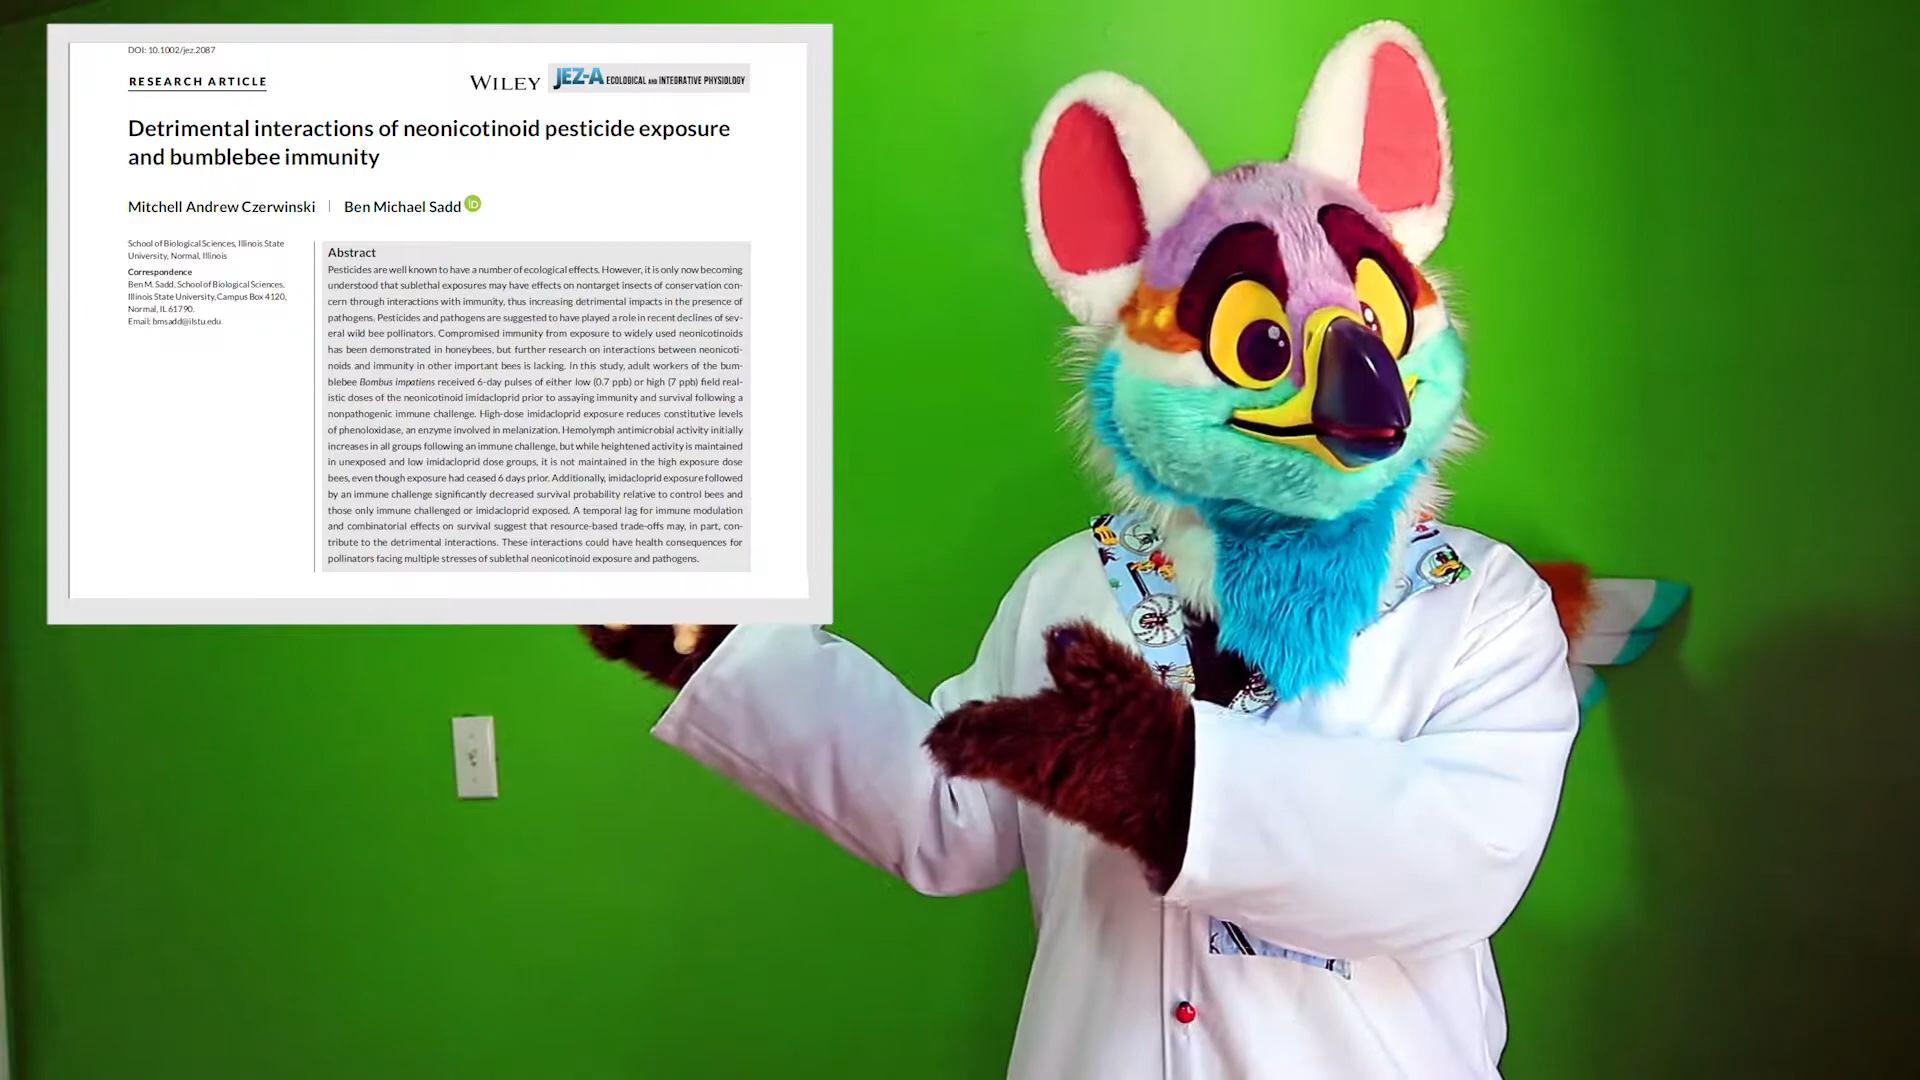 DOI: 10.1002/jez.2087
RESEARCH ARTICLE
WILEY JEZ-A ECOLOGICAL AND INTEGRATIVE PHYSIOLOGY
Detrimental interactions of neonicotinoid pesticide exposure
and bumblebee immunity
Mitchell Andrew Czerwinski | Ben Michael Sadd iD
School of Biological Sciences, Illinois State
University, Normal, Illinois
Correspondence
Ben M. Sadd, School of Biological Sciences,
Illinois State University, Campus Box 4120,
Normal, IL 61790.
Email: bmsadd@ilstu.edu
Abstract
Pesticides are well known to have a number of ecological effects. However, it is only now becoming
understood that sublethal exposures may have effects on nontarget insects of conservation con-
cern through interactions with immunity, thus increasing detrimental impacts in the presence of
pathogens. Pesticides and pathogens are suggested to have played a role in recent declines of sev-
eral wild bee pollinators. Compromised immunity from exposure to widely used neonicotinoids
has been demonstrated in honeybees, but further research on interactions between neonicoti-
noids and immunity in other important bees is lacking. In this study, adult workers of the bum-
blebee Bombus impatiens received 6-day pulses of either low (0.7 ppb) or high (7 ppb) field real-
istic doses of the neonicotinoid imidacloprid prior to assaying immunity and survival following a
nonpathogenic immune challenge. High-dose imidacloprid exposure reduces constitutive levels
of phenoloxidase, an enzyme involved in melanization. Hemolymph antimicrobial activity initially
increases in all groups following an immune challenge, but while heightened activity is maintained
in unexposed and low imidacloprid dose groups, it is not maintained in the high exposure dose
bees, even though exposure had ceased 6 days prior. Additionally, imidacloprid exposure followed
by an immune challenge significantly decreased survival probability relative to control bees and
those only immune challenged or imidacloprid exposed. A temporal lag for immune modulation
and combinatorial effects on survival suggest that resource-based trade-offs may, in part, con-
tribute to the detrimental interactions. These interactions could have health consequences for
pollinators facing multiple stresses of sublethal neonicotinoid exposure and pathogens.